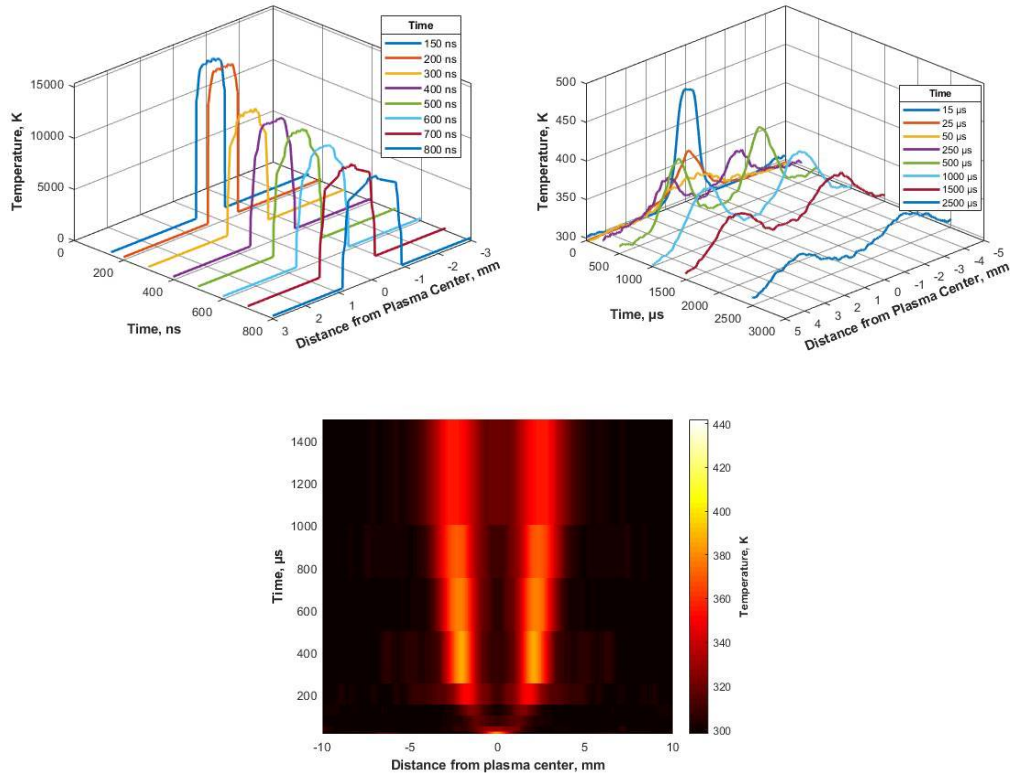 Time
150 ns
200 ns
300 ns
400 ns
500 ns
600 ns
700 ns
800 ns
15000
10000
5000
0
Temperature, K
0
200
400
600
800
Time, ns
3
2
1
0
-1
-2
-3
Distance from Plasma Center, mm
Time
15 µs
25 µs
50 µs
250 µs
500 µs
1000 µs
1500 µs
2500 µs
500
450
400
350
300
Temperature, K
0
500
1000
1500
2000
2500
3000
Time, µs
5
4
3
2
1
0
-1
-2
-3
-4
-5
Distance from Plasma Center, mm
1400
1200
1000
800
600
400
200
Time, µs
-10
-5
0
5
10
Distance from plasma center, mm
440
420
400
380
360
340
320
300
Temperature, K